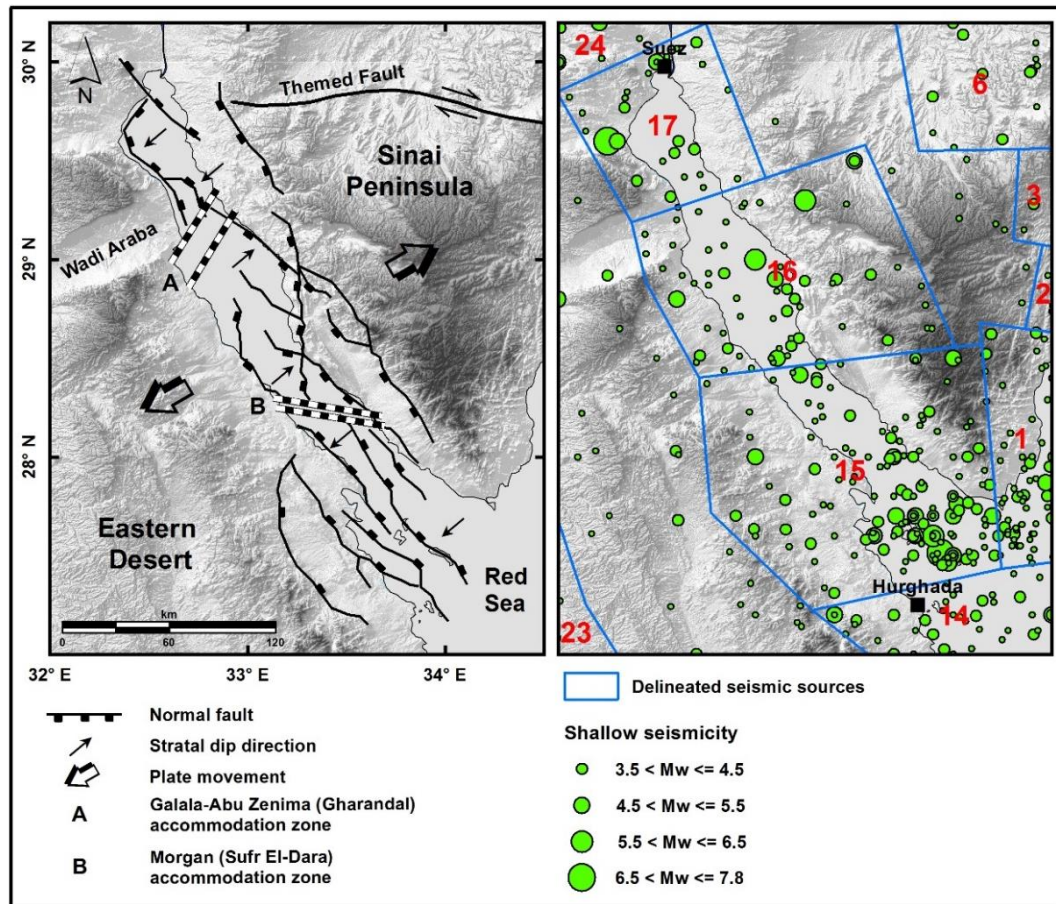 30° N
29° N
28° N
N
Themed Fault
Sinai
Peninsula
Wadi Araba
A
B
Eastern
Desert
Red
Sea
km
0
60
120
32° E
33° E
34° E
24
Suez
6
17
3
16
2
1
15
Hurghada
14
23
Normal fault
Stratal dip direction
Plate movement
A
Galala-Abu Zenima (Gharandal)
accommodation zone
B
Morgan (Sufr El-Dara)
accommodation zone
Delineated seismic sources
Shallow seismicity
3.5 < Mw <= 4.5
4.5 < Mw <= 5.5
5.5 < Mw <= 6.5
6.5 < Mw <= 7.8